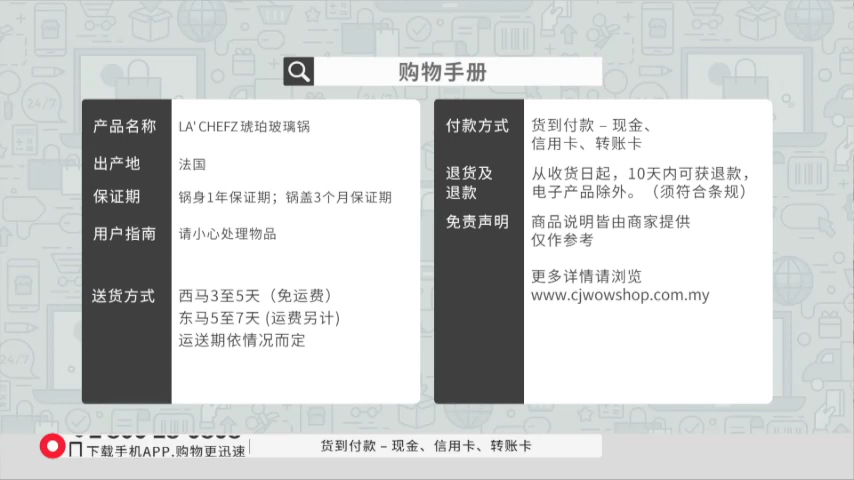 购物手册
产品名称 LA' CHEFZ 琥珀玻璃锅
出产地 法国
保证期 锅身1年保证期；锅盖3个月保证期
用户指南 请小心处理物品
送货方式 西马3至5天（免运费）
东马5至7天 (运费另计)
运送期依情况而定
付款方式 货到付款 – 现金、
信用卡、转账卡
退货及 从收货日起，10天内可获退款，
退款 电子产品除外。（须符合条规）
免责声明 商品说明皆由商家提供
仅作参考
更多详情请浏览
www.cjwowshop.com.my
下载手机APP,购物更迅速
货到付款 – 现金、信用卡、转账卡